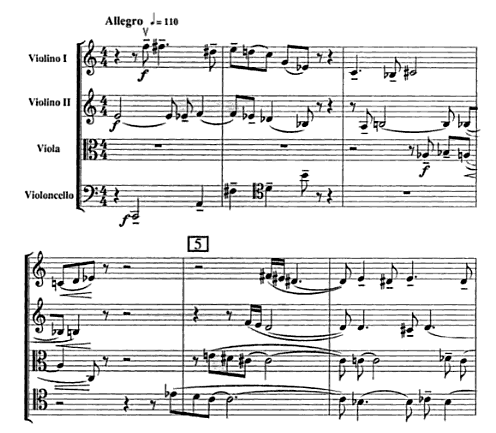 Allegro ♩= 110
Violino I
f
Violino II
f
Viola
f
Violoncello
f
5